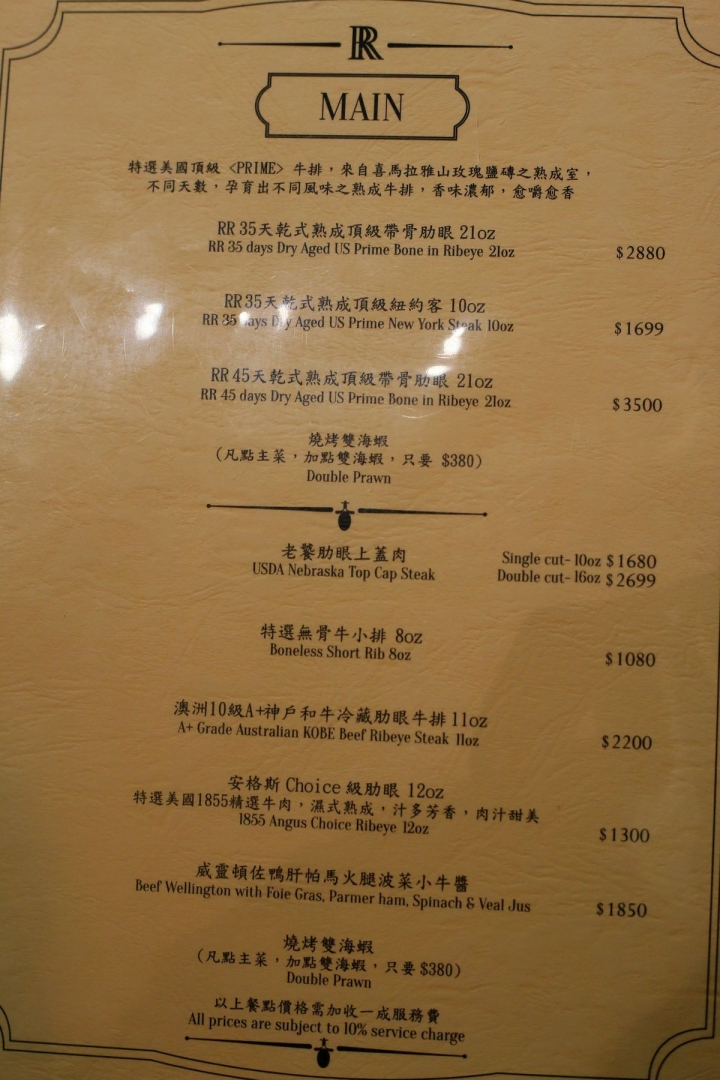 RR
MAIN
特選美國頂級 <PRIME> 牛排，來自喜馬拉雅山玫瑰鹽磚之熟成室，
不同天數，孕育出不同風味之熟成牛排，香味濃郁，愈嚼愈香
RR 35天乾式熟成頂級帶骨肋眼 21oz
RR 35 days Dry Aged US Prime Bone in Ribeye 21oz $2880
RR35天乾式熟成頂級紐約客 10oz
RR 35 days Dry Aged US Prime New York Steak 10oz $1699
RR 45天乾式熟成頂級帶骨肋眼 21oz
RR 45 days Dry Aged US Prime Bone in Ribeye 21oz $3500
燒烤雙海蝦
(凡點主菜，加點雙海蝦，只要 $380)
Double Prawn
老饕肋眼上蓋肉 Single cut- 10oz $1680
USDA Nebraska Top Cap Steak Double cut- 16oz $2699
特選無骨牛小排 8oz
Boneless Short Rib 8oz $1080
澳洲10級A+神戶和牛冷藏肋眼牛排 11oz
A+ Grade Australian KOBE Beef Ribeye Steak 11oz $2200
安格斯 Choice 級肋眼 12oz
特選美國1855精選牛肉，濕式熟成，汁多芳香，肉汁甜美
1855 Angus Choice Ribeye 12oz $1300
威靈頓佐鴨肝帕馬火腿波菜小牛醬
Beef Wellington with Foie Gras, Parmer ham, Spinach & Veal Jus $1850
燒烤雙海蝦
(凡點主菜，加點雙海蝦，只要 $380)
Double Prawn
以上餐點價格需加收一成服務費
All prices are subject to 10% service charge